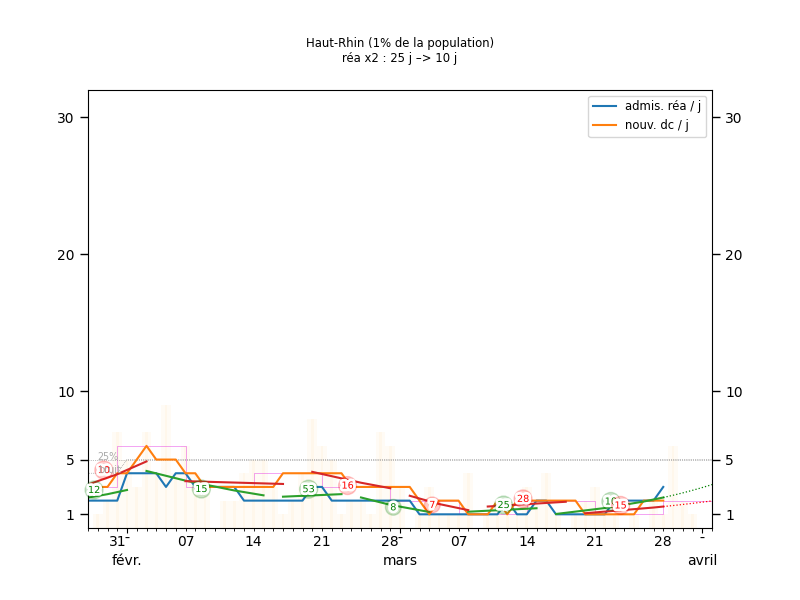 Haut-Rhin (1% de la population)
réa x2 : 25 j –> 10 j
admis. réa / j
nouv. dc / j
30 30
20 20
10 10
5 5
1 1
25%
12 10 15 53 16 8 7 25 28 15
31- 07 14 21 28- 07 14 21 28 -
févr. mars avril